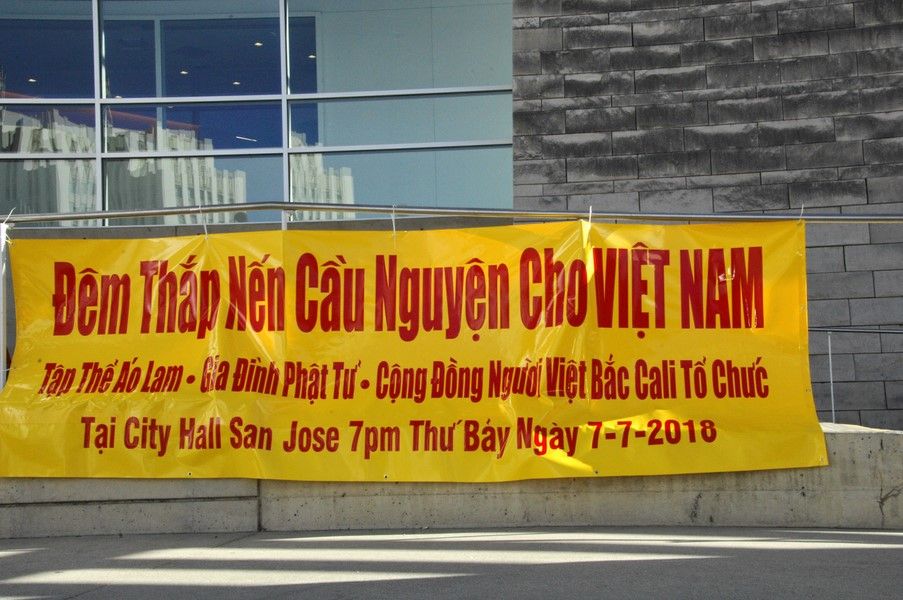 Đêm Thắp Nến Cầu Nguyện Cho VIỆT NAM
Tập Thể Áo Lam • Gia Đình Phật Tử • Cộng Đồng Người Việt Bắc Cali Tổ Chức
Tại City Hall San Jose 7pm Thứ Bảy Ngày 7-7-2018